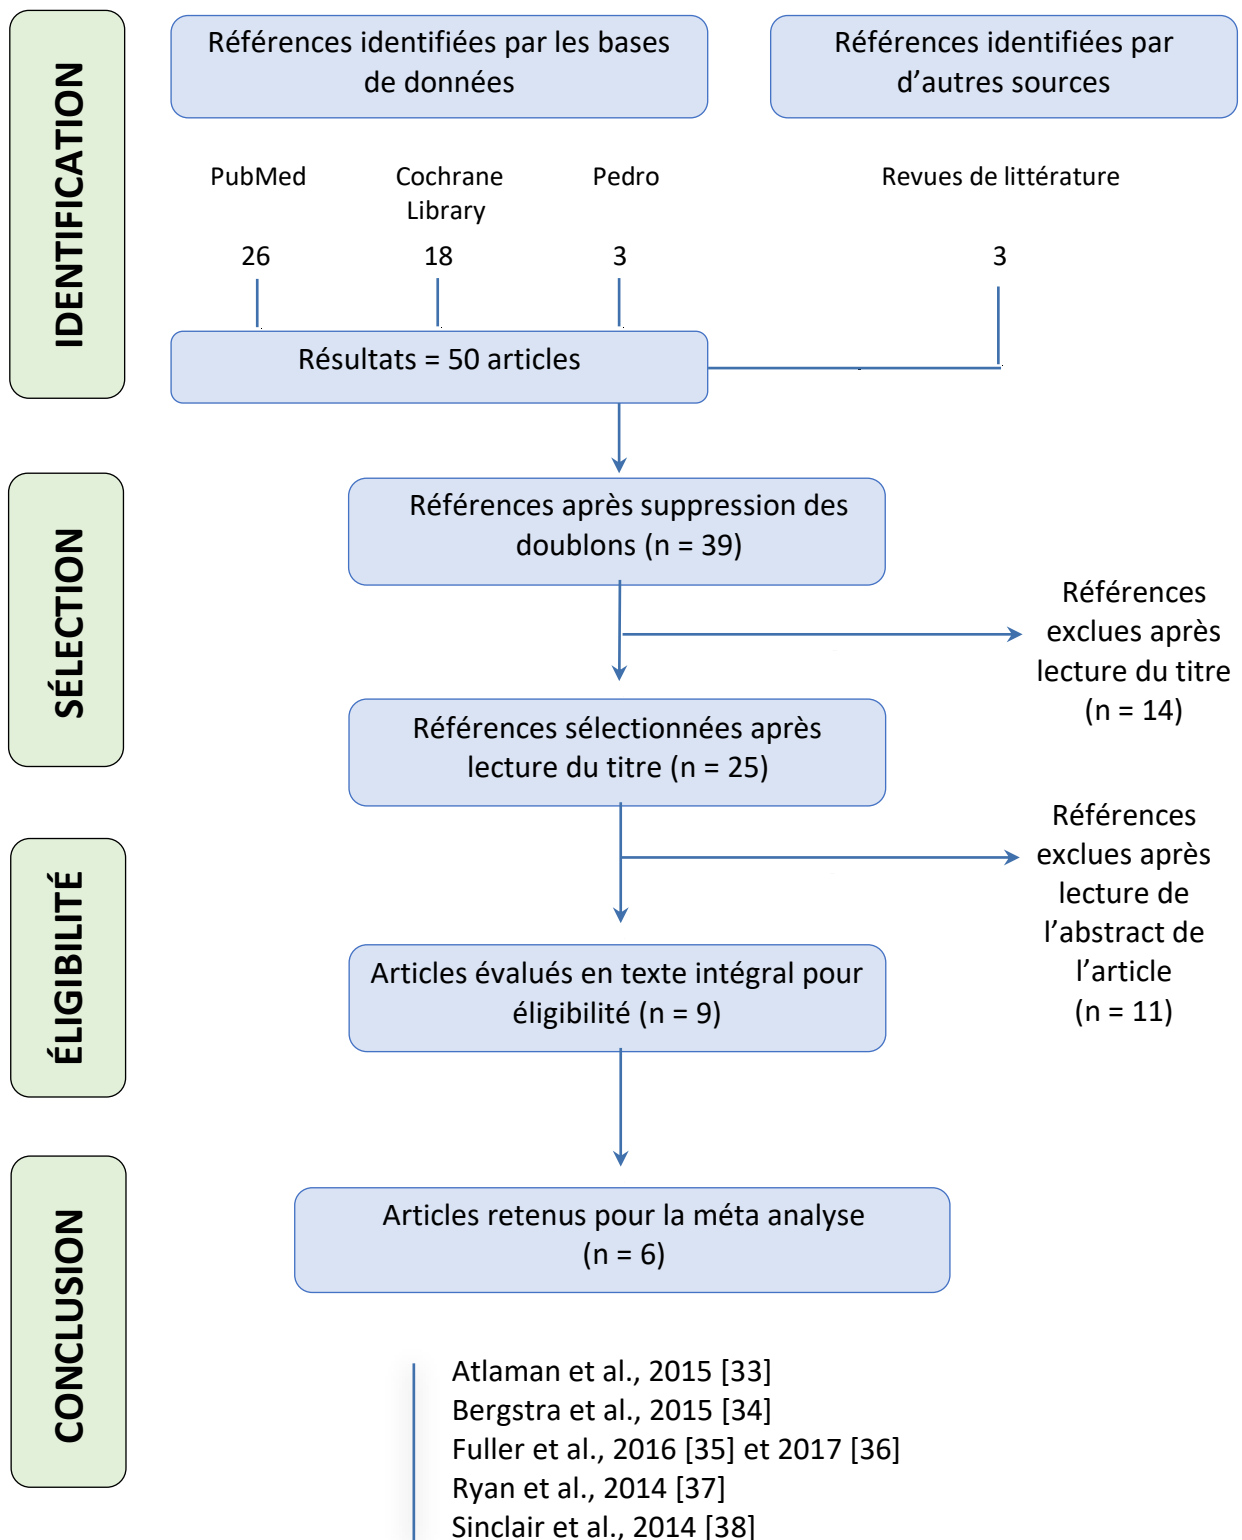 IDENTIFICATION
Références identifiées par les bases
de données
Références identifiées par
d’autres sources
PubMed
Cochrane
Library
Pedro
Revues de littérature
26
18
3
3
Résultats = 50 articles
SÉLECTION
Références après suppression des
doublons (n = 39)
Références
exclues après
lecture du titre
(n = 14)
Références sélectionnées après
lecture du titre (n = 25)
ÉLIGIBILITÉ
Références
exclues après
lecture de
l’abstract de
l’article
(n = 11)
Articles évalués en texte intégral pour
éligibilité (n = 9)
CONCLUSION
Articles retenus pour la méta analyse
(n = 6)
Atlaman et al., 2015 [33]
Bergstra et al., 2015 [34]
Fuller et al., 2016 [35] et 2017 [36]
Ryan et al., 2014 [37]
Sinclair et al., 2014 [38]